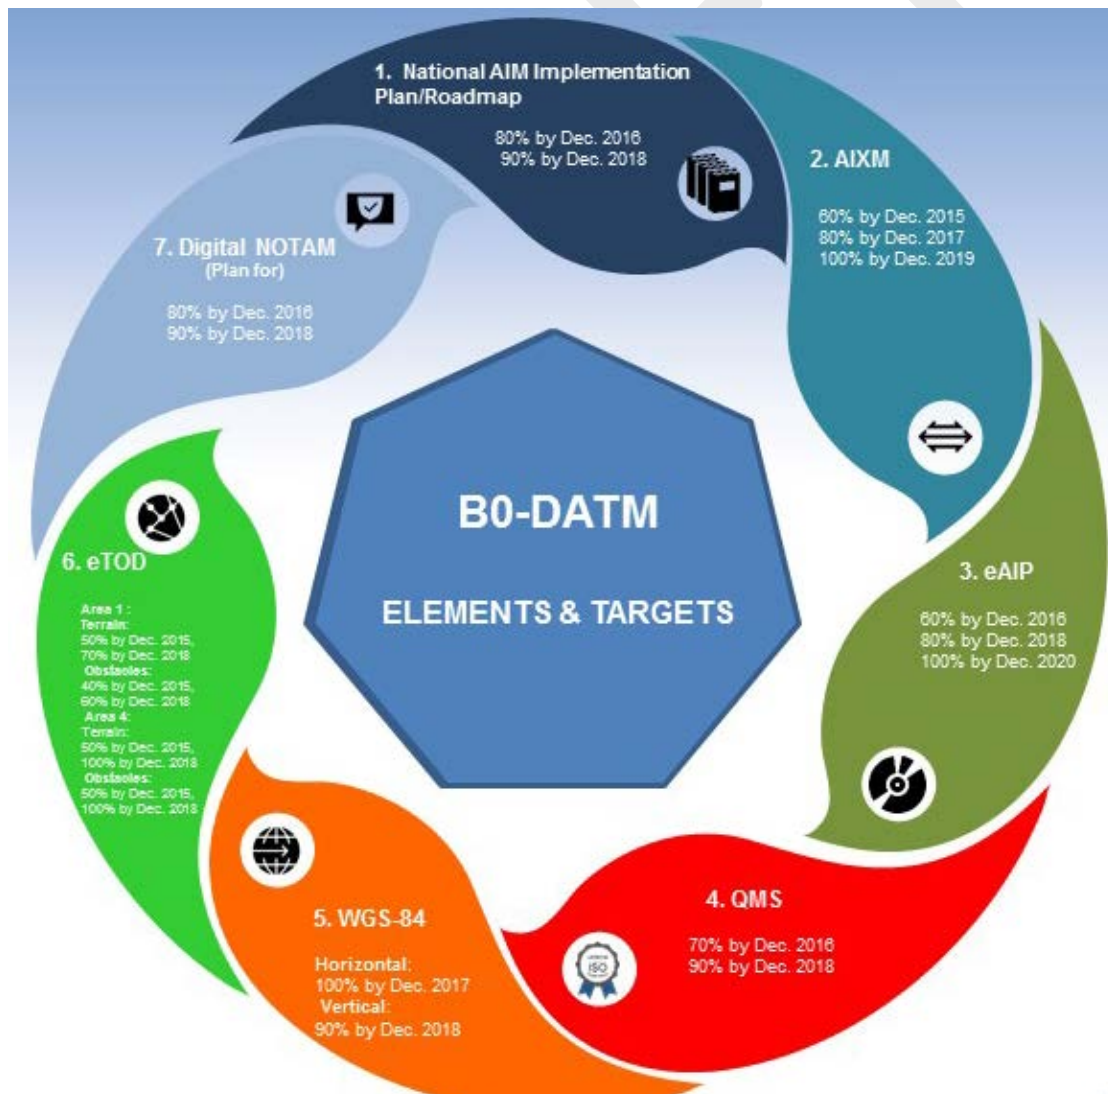 1. National AIM Implementation
Plan/Roadmap
80% by Dec. 2016
90% by Dec. 2018
2. AIXM
60% by Dec. 2015
80% by Dec. 2017
100% by Dec. 2019
3. eAIP
60% by Dec. 2016
80% by Dec. 2018
100% by Dec. 2020
4. QMS
70% by Dec. 2016
90% by Dec. 2018
ISO
5. WGS-84
Horizontal:
100% by Dec. 2017
Vertical:
90% by Dec. 2018
6. eTOD
Area 1 :
Terrain:
50% by Dec. 2015,
70% by Dec. 2018
Obstacles:
40% by Dec. 2015,
60% by Dec. 2018
Area 4:
Terrain:
50% by Dec. 2015,
100% by Dec. 2018
Obstacles:
50% by Dec. 2015,
100% by Dec. 2018
7. Digital NOTAM
(Plan for)
80% by Dec. 2016
90% by Dec. 2018
B0-DATM
ELEMENTS & TARGETS